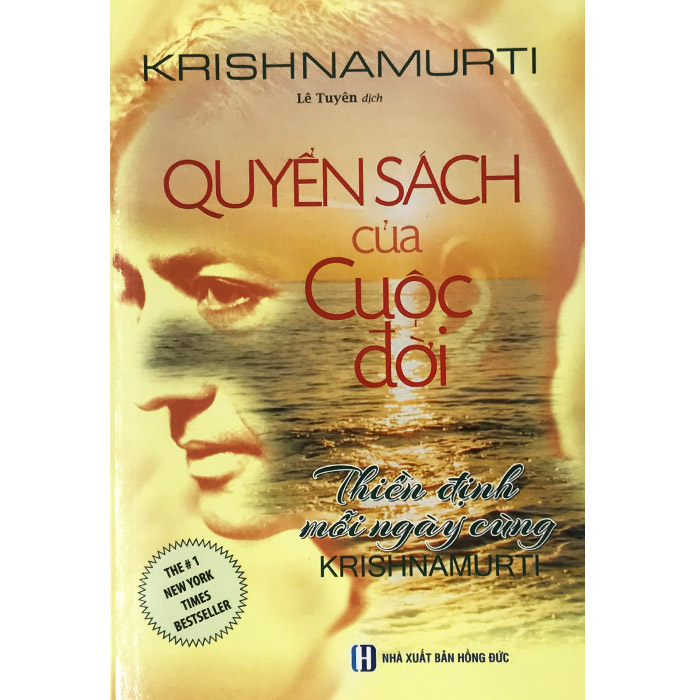 KRISHNAMURTI
Lê Tuyên dịch
QUYỂN SÁCH
của
Cuộc
đời
Thiền định
mỗi ngày cùng
KRISHNAMURTI
THE #1
NEW YORK
TIMES
BESTSELLER
NHÀ XUẤT BẢN HỒNG ĐỨC